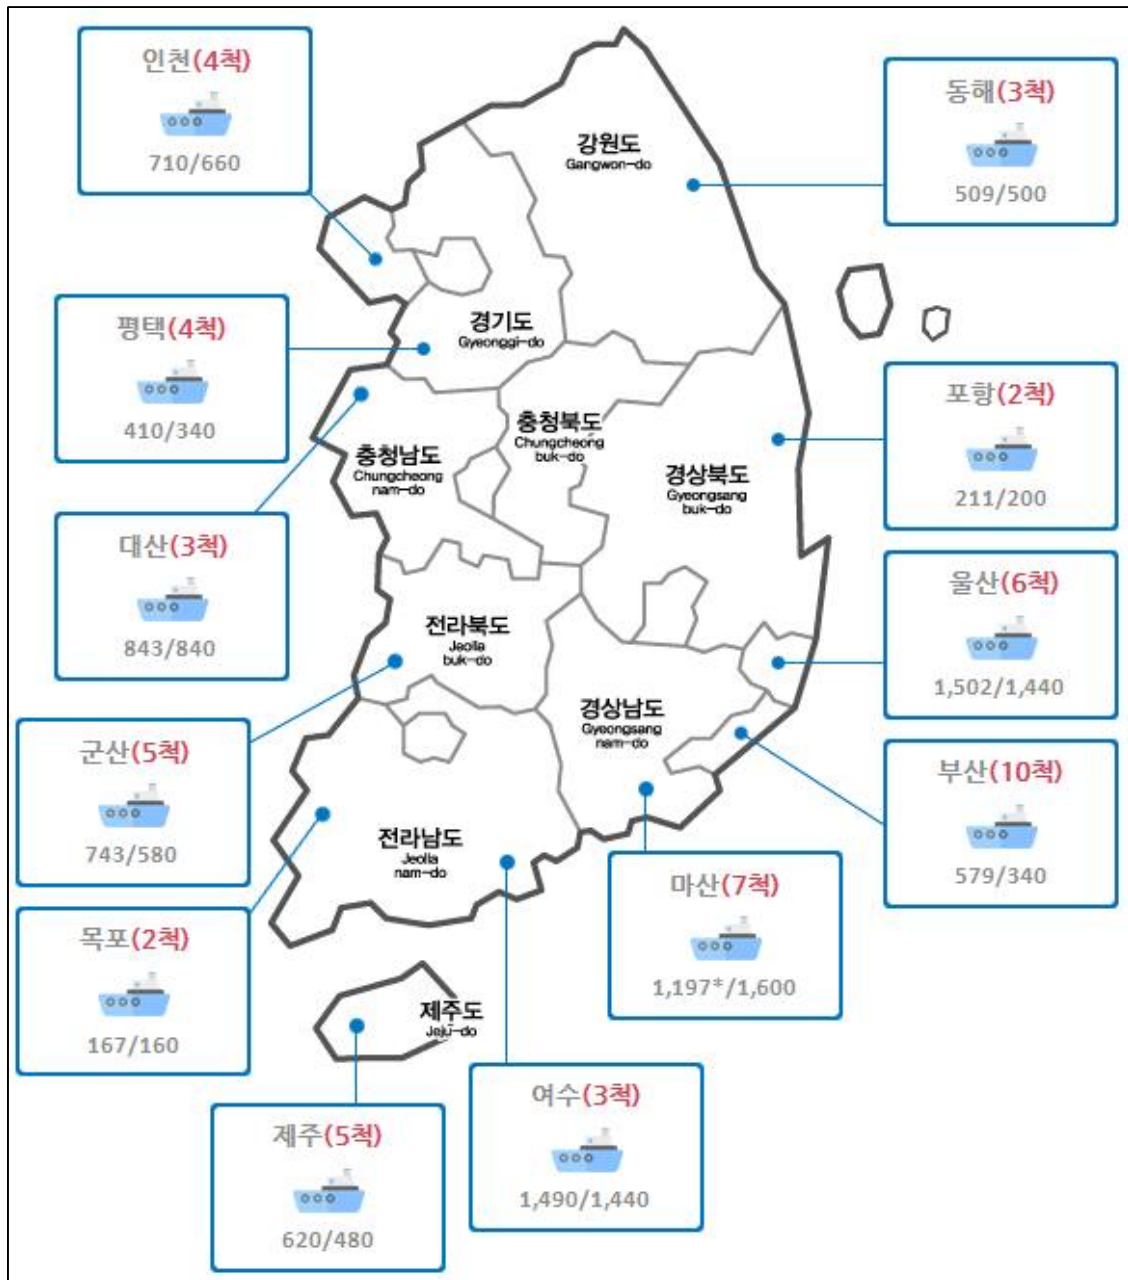 인천(4척)
710/660
동해(3척)
509/500
강원도
Gangwon-do
평택(4척)
410/340
경기도
Gyeonggi-do
포항(2척)
211/200
충청북도
Chungcheong
buk-do
충청남도
Chungcheong
nam-do
경상북도
Gyeongsang
buk-do
대산(3척)
843/840
울산(6척)
1,502/1,440
전라북도
Jeolla
buk-do
경상남도
Gyeongsang
nam-do
군산(5척)
743/580
부산(10척)
579/340
전라남도
Jeolla
nam-do
마산(7척)
1,197*/1,600
목포(2척)
167/160
제주도
Jeju-do
여수(3척)
1,490/1,440
제주(5척)
620/480